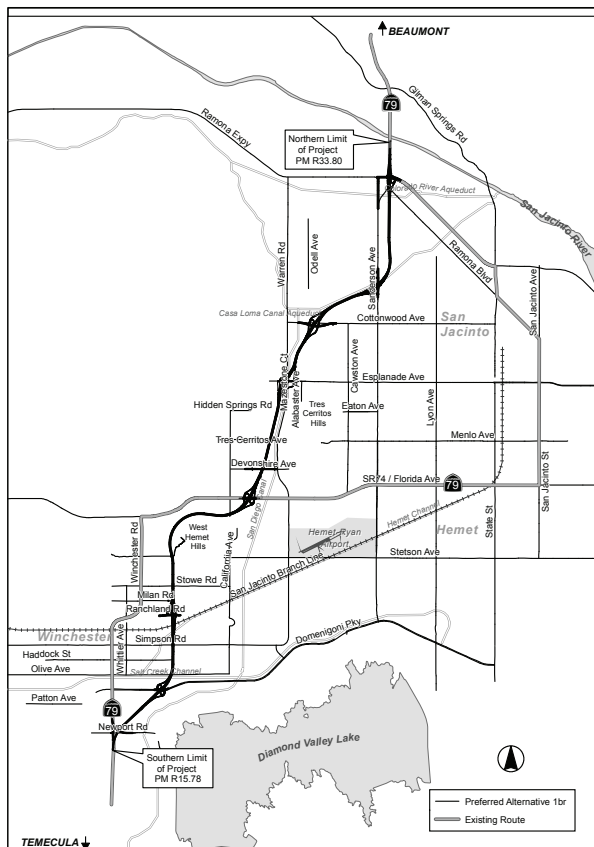 BEAUMONT
79
Gilman Springs Rd
Ramona Expy
Northern Limit
of Project
PM R33.80
Colorado River Aqueduct
San Jacinto River
Ramona Blvd
Warren Rd
Odell Ave
Sanderson Ave
San Jacinto Ave
Casa Loma Canal Aqueduct
Cottonwood Ave
San
Jacinto
Mazestone Ct
Alabaster Ave
Cawston Ave
Esplanade Ave
Hidden Springs Rd
Tres
Cerritos
Hills
Eaton Ave
Lyon Ave
Menlo Ave
Tres Cerritos Ave
Devonshire Ave
SR74 / Florida Ave
79
San Jacinto St
San Diego Canal
State St
Hemet Channel
Hemet
Hemet-Ryan
Airport
West
Hemet
Hills
Winchester Rd
California Ave
Stetson Ave
Stowe Rd
San Jacinto Branch Line
Milan Rd
Ranchland Rd
Winchester
Simpson Rd
Whittier Ave
Domenigoni Pky
Haddock St
Olive Ave
Salt Creek Channel
Patton Ave
79
Newport Rd
Diamond Valley Lake
Southern Limit
of Project
PM R15.78
Preferred Alternative 1br
Existing Route
TEMECULA